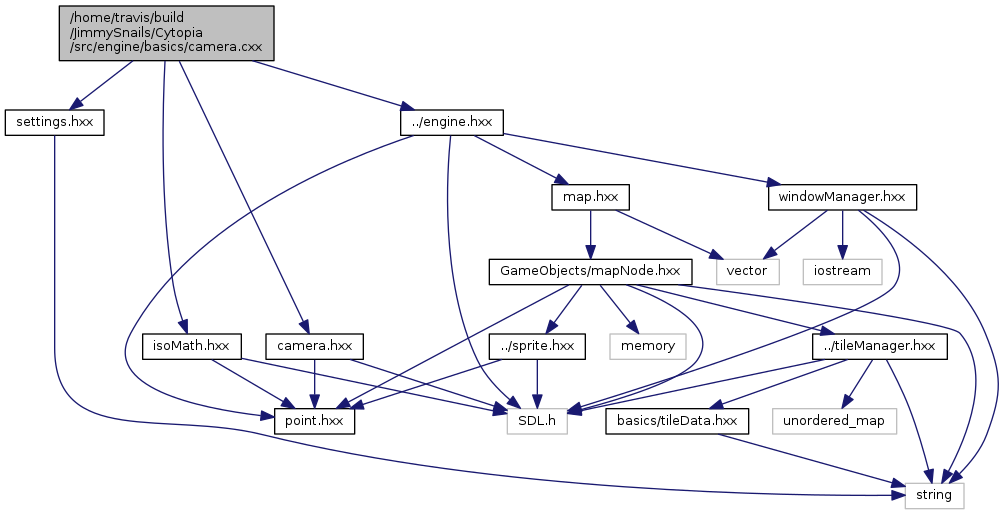 /home/travis/build
/JimmySnails/Cytopia
/src/engine/basics/camera.cxx
settings.hxx
../engine.hxx
map.hxx
windowManager.hxx
GameObjects/mapNode.hxx
vector
iostream
isoMath.hxx
camera.hxx
../sprite.hxx
memory
../tileManager.hxx
point.hxx
SDL.h
basics/tileData.hxx
unordered_map
string